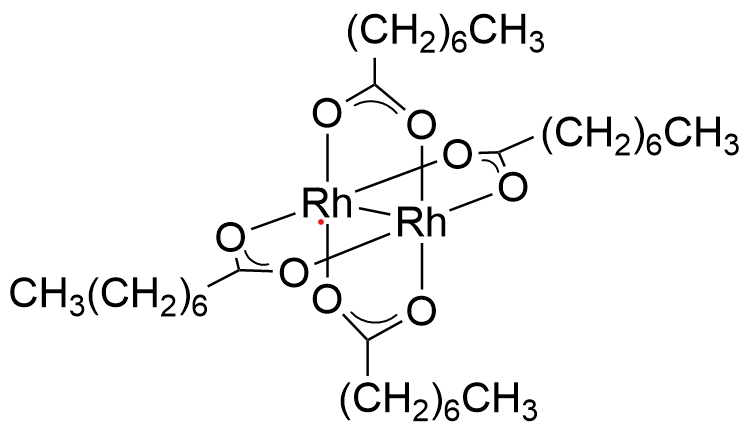 (CH2)6CH3
O O
O (CH2)6CH3
O
Rh
Rh
O
O
CH3(CH2)6
O O
(CH2)6CH3